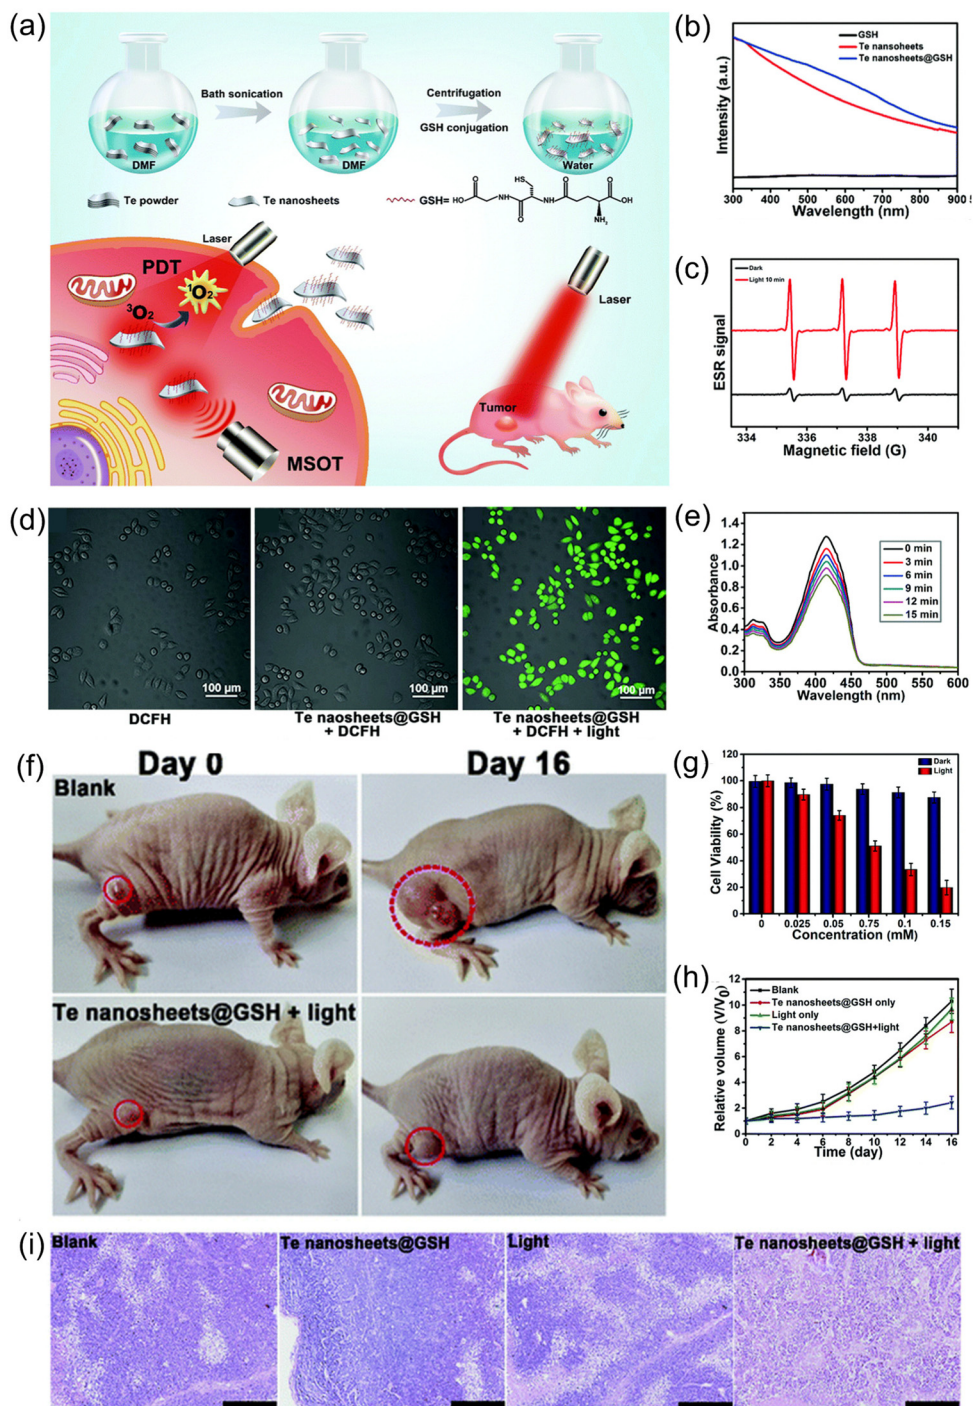 (a)
Bath sonication
Centrifugation
GSH conjugation
DMF
DMF
Water
Te powder
Te nanosheets
GSH=
HO
O
NH
O
HS
NH
O
NH₂
O
OH
Laser
PDT
¹O₂
³O₂
MSOT
Laser
Tumor
(b)
Intensity (a.u.)
GSH
Te nansoheets
Te nanosheets@GSH
300 400 500 600 700 800 900
Wavelength (nm)
(c)
ESR signal
Dark
Light 10 min
334 336 338 340
Magnetic field (G)
(d)
100 μm
100 μm
100 μm
DCFH
Te naosheets@GSH
+ DCFH
Te naosheets@GSH
+ DCFH + light
(e)
Absorbance
1.4
1.2
1.0
0.8
0.6
0.4
0.2
0.0
0 min
3 min
6 min
9 min
12 min
15 min
300 350 400 450 500 550 600
Wavelength (nm)
(f)
Day 0
Day 16
Blank
Te nanosheets@GSH + light
(g)
Cell Viability (%)
120
100
80
60
40
20
0
Dark
Light
0 0.025 0.05 0.75 0.1 0.15
Concentration (mM)
(h)
Relative volume (V/V₀)
12
10
8
6
4
2
0
Blank
Te nanosheets@GSH only
Light only
Te nanosheets@GSH+light
0 2 4 6 8 10 12 14 16
Time (day)
(i)
Blank
Te nanosheets@GSH
Light
Te nanosheets@GSH + light